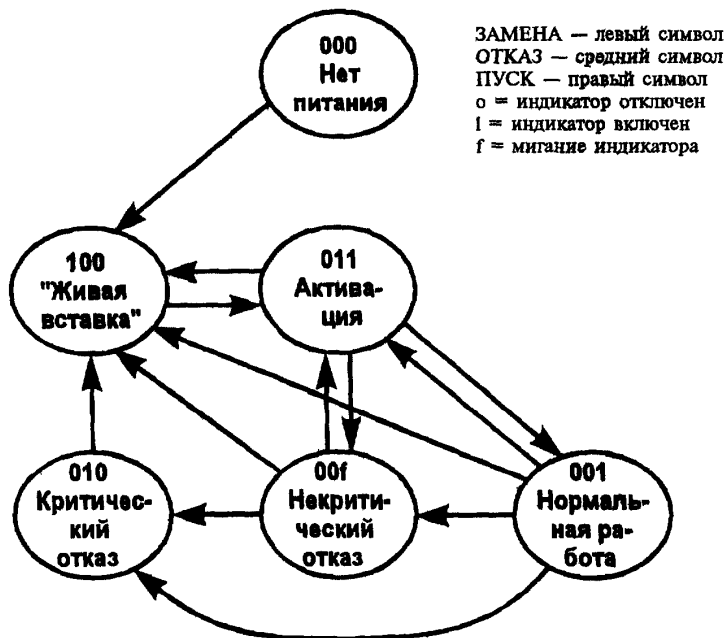 000
Нет
питания
ЗАМЕНА — левый символ
ОТКАЗ — средний символ
ПУСК — правый символ
o = индикатор отключен
l = индикатор включен
f = мигание индикатора
100
"Живая
вставка"
011
Актива-
ция
010
Критичес-
кий
отказ
00f
Некрити-
ческий
отказ
001
Нормаль-
ная ра-
бота